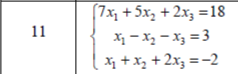 11
7x₁ + 5x₂ + 2x₃ = 18
x₁ − x₂ − x₃ = 3
x₁ + x₂ + 2x₃ = −2